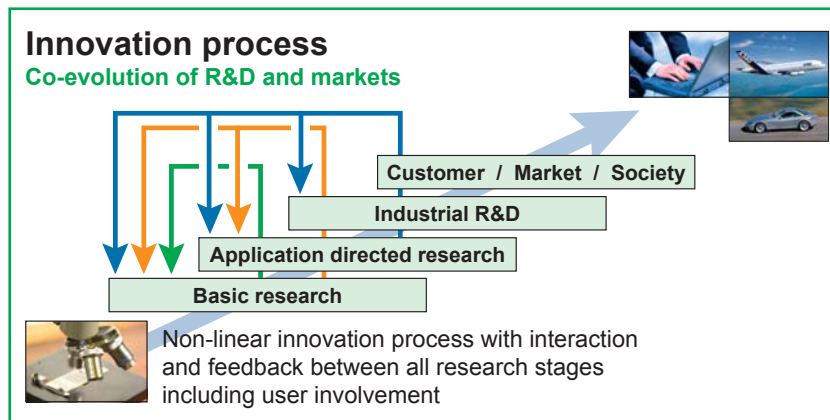 Innovation process
Co-evolution of R&D and markets
Customer / Market / Society
Industrial R&D
Application directed research
Basic research
Non-linear innovation process with interaction
and feedback between all research stages
including user involvement